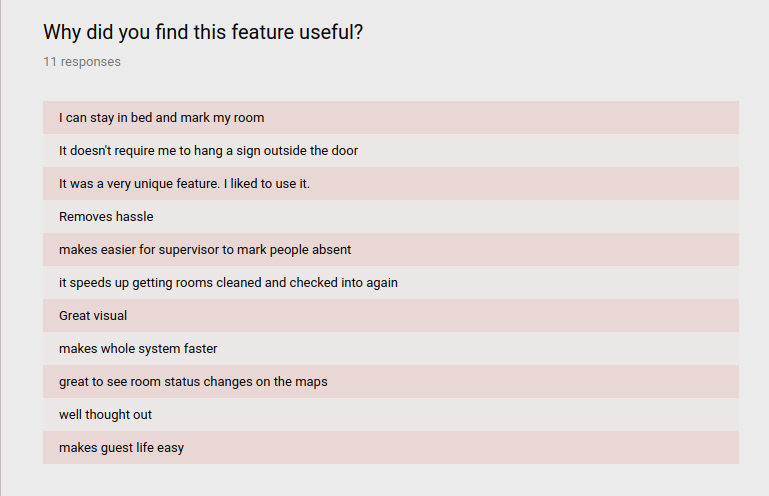 Why did you find this feature useful?
11 responses
I can stay in bed and mark my room
It doesn't require me to hang a sign outside the door
It was a very unique feature. I liked to use it.
Removes hassle
makes easier for supervisor to mark people absent
it speeds up getting rooms cleaned and checked into again
Great visual
makes whole system faster
great to see room status changes on the maps
well thought out
makes guest life easy